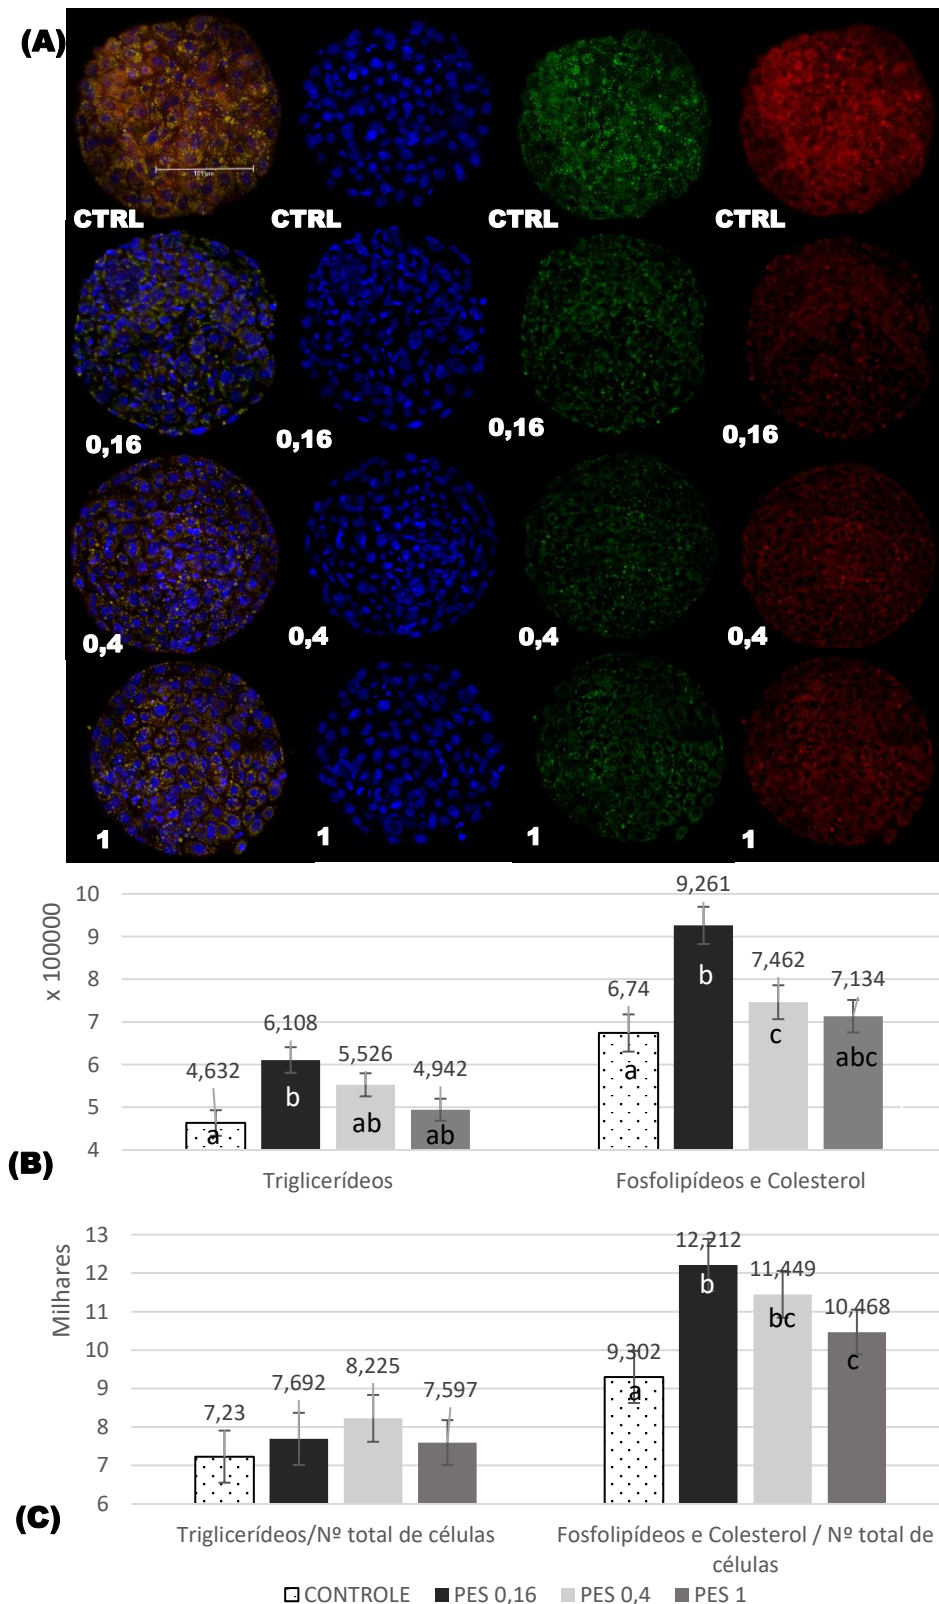 (A)
101 µm
CTRL CTRL CTRL CTRL
0,16 0,16 0,16 0,16
0,4 0,4 0,4 0,4
1 1 1 1
x 100000
10
9
8
7
6
5
4
4,632 6,108 5,526 4,942 6,74 9,261 7,462 7,134
a b ab ab a b c abc
(B)
Triglicerídeos Fosfolipídeos e Colesterol
Milhares
13
12
11
10
9
8
7
6
7,23 7,692 8,225 7,597 9,302 12,212 11,449 10,468
a b bc c
(C)
Triglicerídeos/Nº total de células Fosfolipídeos e Colesterol / Nº total de
células
CONTROLE PES 0,16 PES 0,4 PES 1